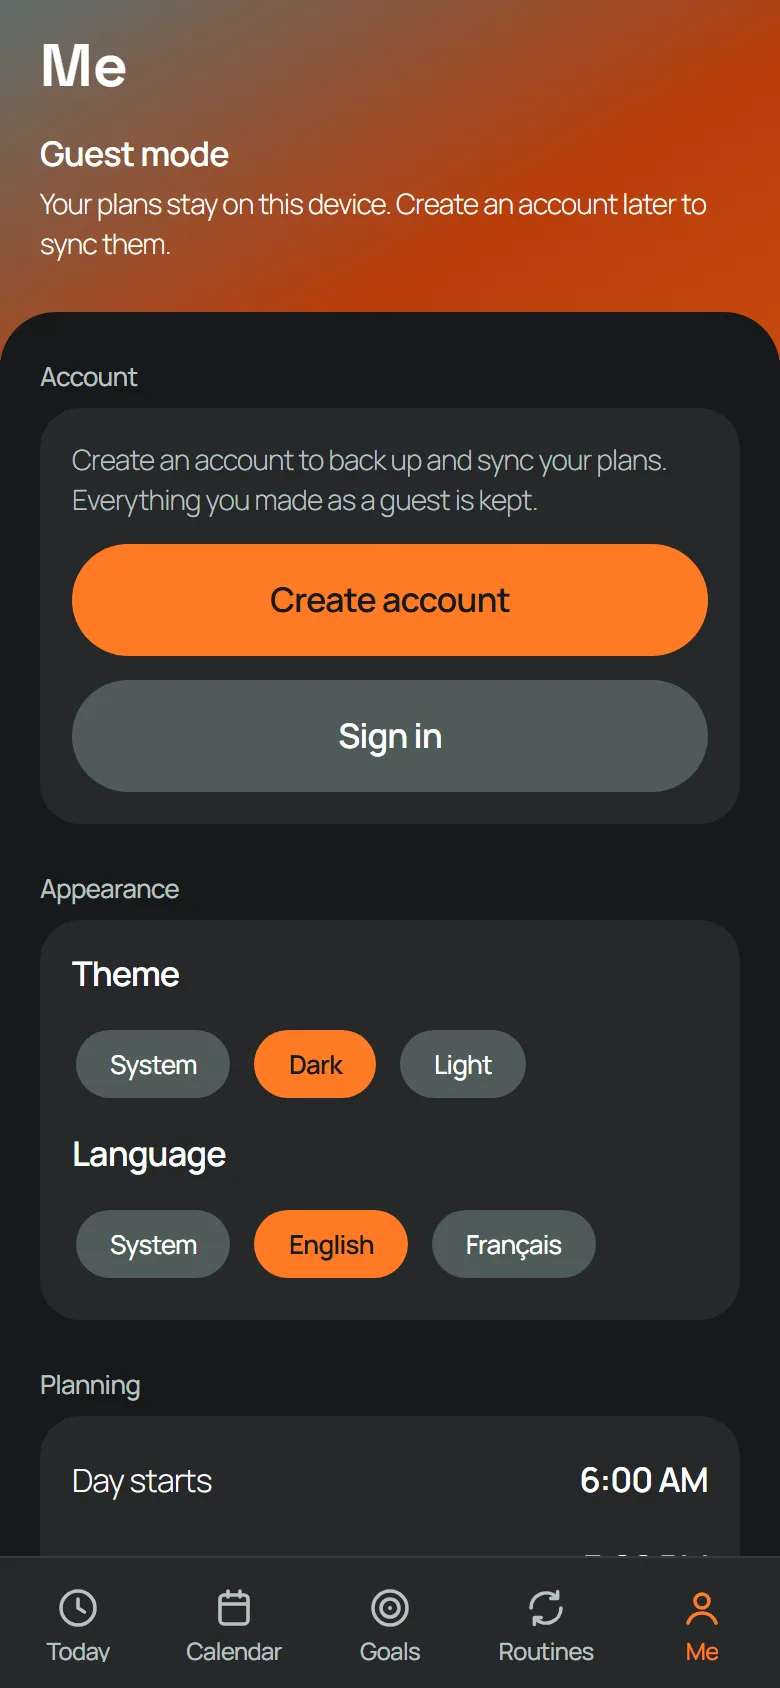 Me
Guest mode
Your plans stay on this device. Create an account later to
sync them.
Account
Create an account to back up and sync your plans.
Everything you made as a guest is kept.
Create account
Sign in
Appearance
Theme
System
Dark
Light
Language
System
English
Français
Planning
Day starts
6:00 AM
Today
Calendar
Goals
Routines
Me